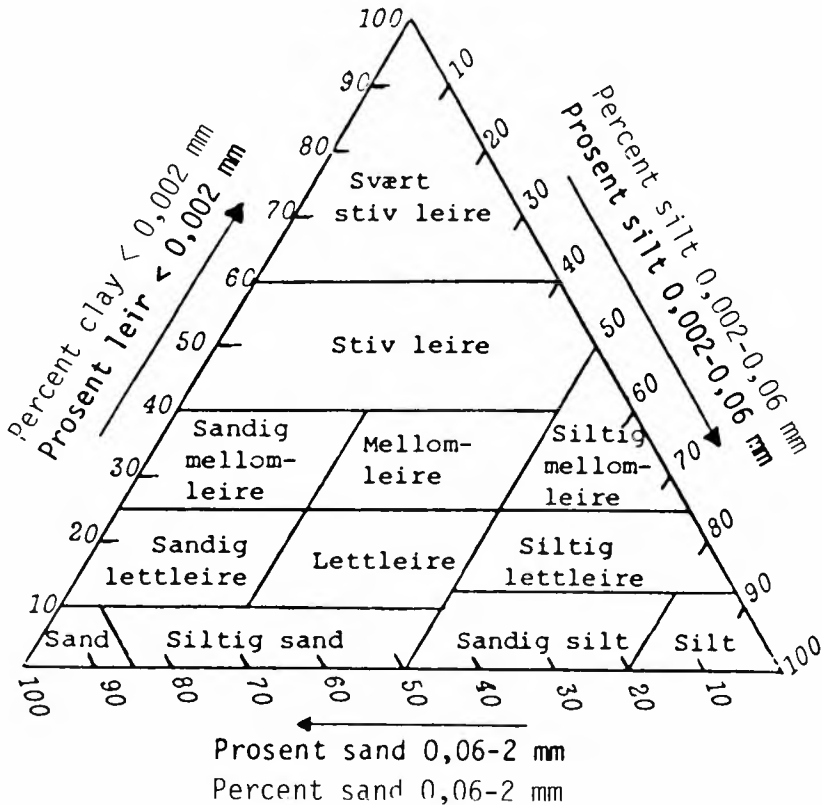 100
90
80
70
60
50
40
30
20
10
10
20
30
40
50
60
70
80
90
100
Percent clay < 0,002 mm
Prosent leir < 0,002 mm
Percent silt 0,002-0,06 mm
Prosent silt 0,002-0,06 mm
Svært
stiv leire
Stiv leire
Sandig
mellom-
leire
Mellom-
leire
Siltig
mellom-
leire
Sandig
lettleire
Lettleire
Siltig
lettleire
Sand
Siltig sand
Sandig silt
Silt
100
90
80
70
60
50
40
30
20
10
Prosent sand 0,06-2 mm
Percent sand 0,06-2 mm